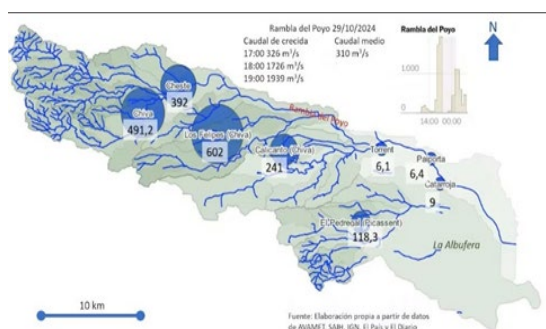 Rambla del Poyo 29/10/2024
Caudal de crecida
Caudal medio
17:00 326 m³/s
310 m³/s
18:00 1726 m³/s
19:00 1939 m³/s
Rambla del Poyo
1.000
14:00 00:00
N
Cheste
392
Chiva
491,2
Los Felipes (Chiva)
602
Calicanto (Chiva)
241
Rambla del Poyo
Torrent
6,1
Paiporta
6,4
Catarroja
9
El Pedregal (Picassent)
118,3
La Albufera
10 km
Fuente: Elaboración propia a partir de datos
de AVAMET, SAIH, IGN, El País y El Diario